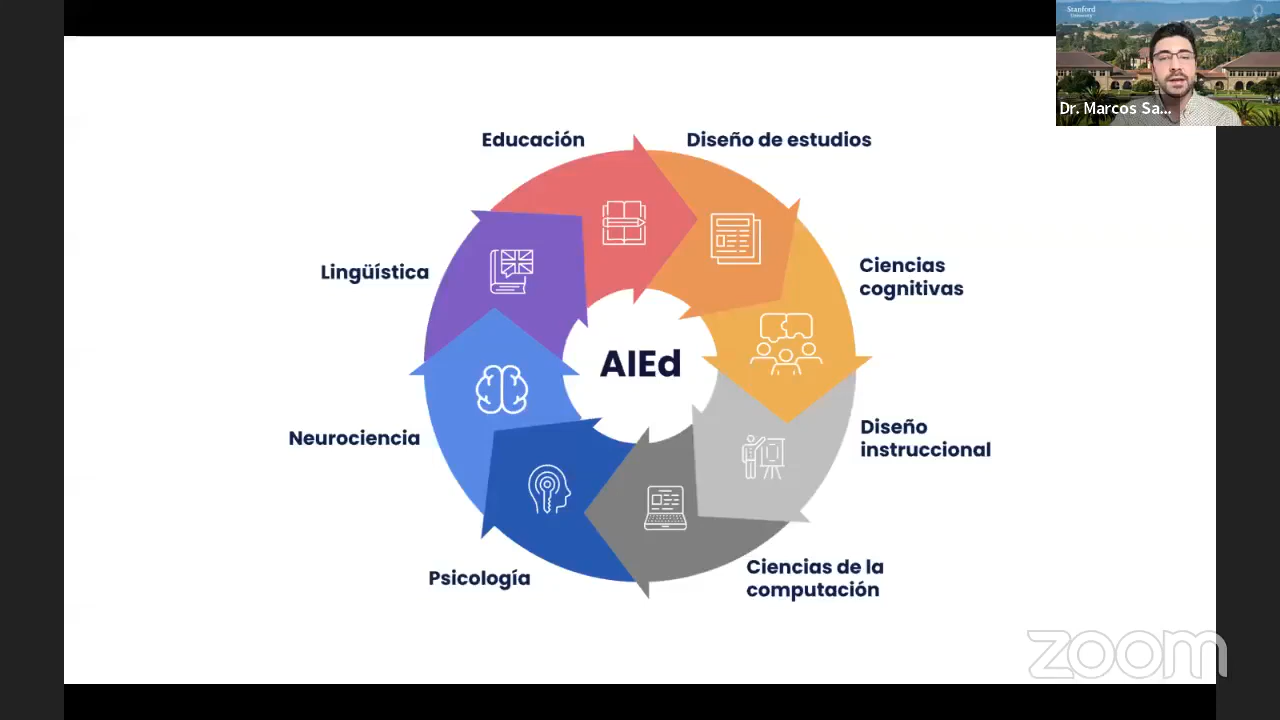 Stanford
University
Dr. Marcos Sa...
Educación
Diseño de estudios
Lingüística
Ciencias
cognitivas
AIEd
Neurociencia
Diseño
instruccional
Psicología
Ciencias de la
computación
zoom